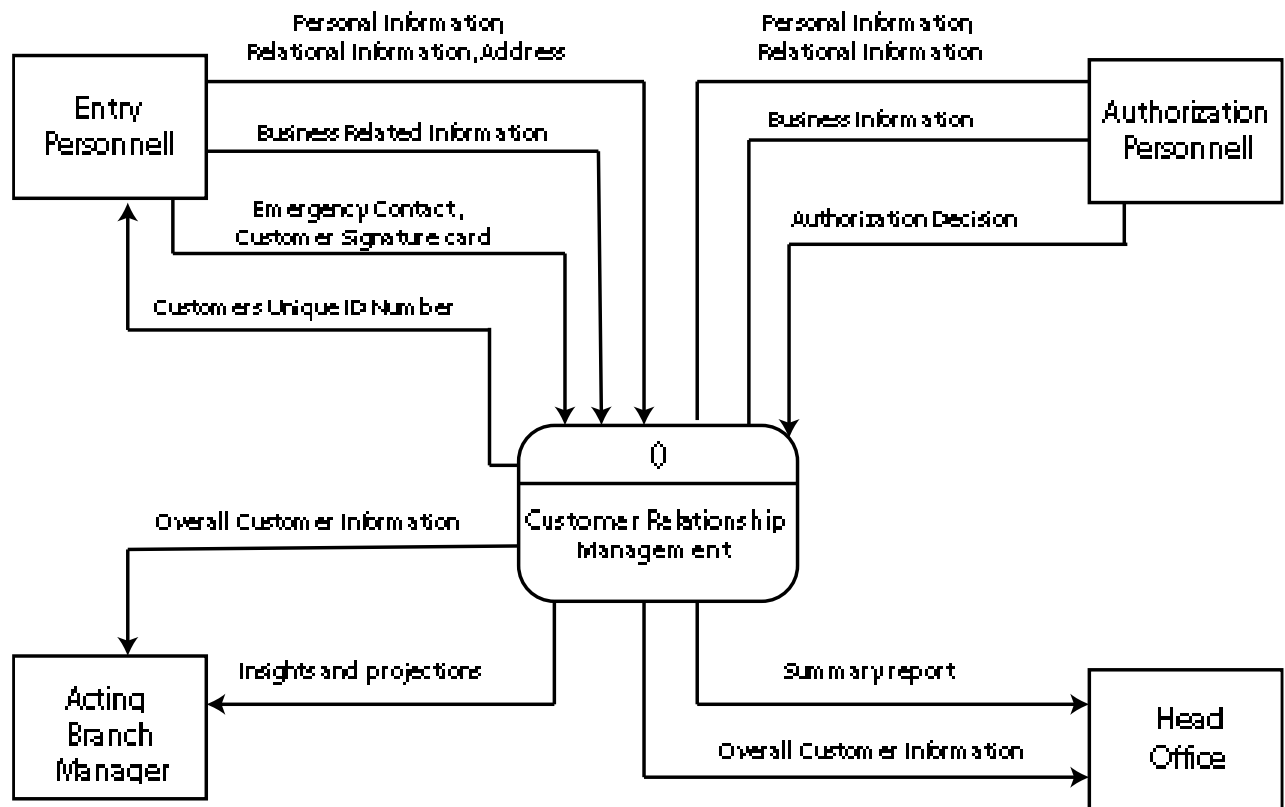 Personal Information,
Relational Information, Address
Personal Information,
Relational Information
Entry
Personnell
Authorization
Personnell
Business Related Information
Business Information
Emergency Contact,
Customer Signature card
Authorization Decision
Customers Unique ID Number
0
Customer Relationship
Management
Overall Customer Information
Insights and projections
Summary report
Acting
Branch
Manager
Head
Office
Overall Customer Information